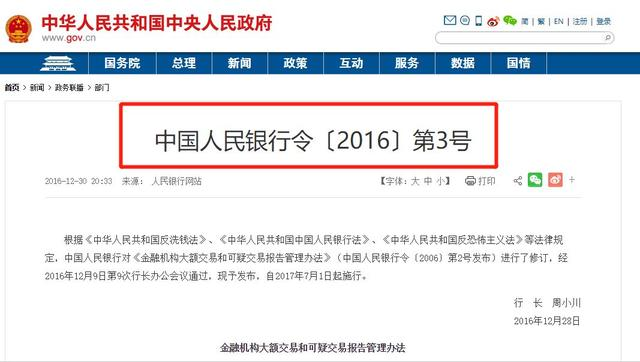 中华人民共和国中央人民政府
www.gov.cn
简 | 繁 | EN | 注册 | 登录
国务院 总理 新闻 政策 互动 服务 数据 国情
首页 > 新闻 > 政务联播 > 部门
中国人民银行令〔2016〕第3号
2016-12-30 20:33 来源： 人民银行网站 【字体：大 中 小】 打印
根据《中华人民共和国反洗钱法》、《中华人民共和国中国人民银行法》、《中华人民共和国反恐怖主义法》等法律规
定，中国人民银行对《金融机构大额交易和可疑交易报告管理办法》（中国人民银行令〔2006〕第2号发布）进行了修订，经
2016年12月9日第9次行长办公会议通过，现予发布，自2017年7月1日起施行。
行 长 周小川
2016年12月28日
金融机构大额交易和可疑交易报告管理办法